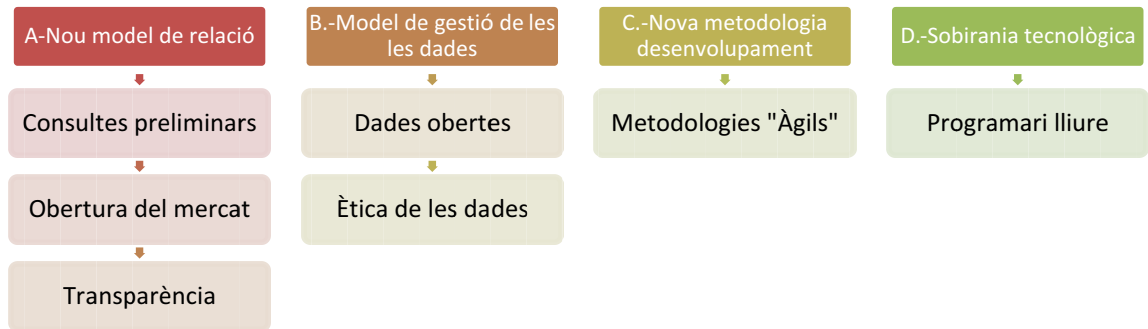 A-Nou model de relació
Consultes preliminars
Obertura del mercat
Transparència
B.-Model de gestió de les
les dades
Dades obertes
Ètica de les dades
C.-Nova metodologia
desenvolupament
Metodologies "Àgils"
D.-Sobirania tecnològica
Programari lliure